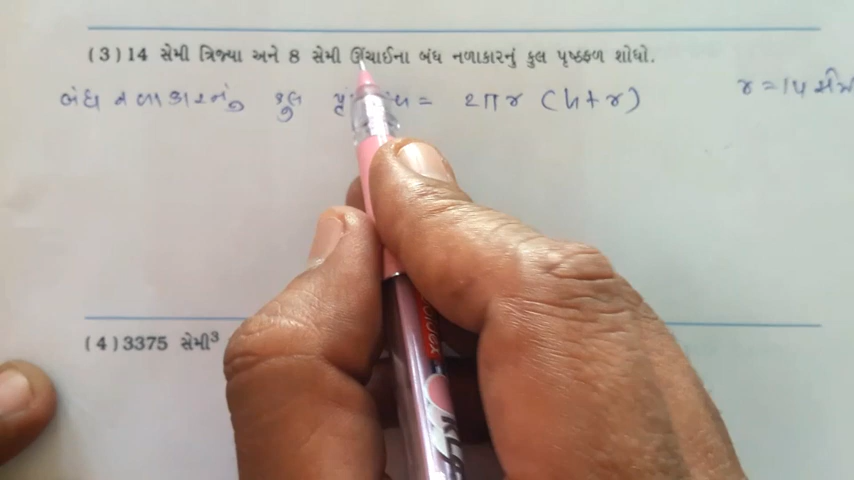 (3) 14 સેમી ત્રિજ્યા અને 8 સેમી ઊંચાઈના બંધ નળાકારનું કુલ પૃષ્ઠફળ શોધો.
બંધ નળાકારનું કુલ = 2πr (h+r) r = 14 સેમી
(4) 3375 સેમી³